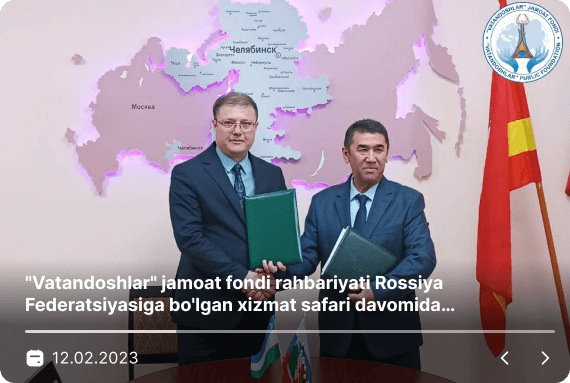 "VATANDOSHLAR" JAMOAT FONDI
"VATANDOSHLAR" PUBLIC FOUNDATION
Челябинск
Москва
Челябинск
"Vatandoshlar" jamoat fondi rahbariyati Rossiya
Federatsiyasiga bo'lgan xizmat safari davomida...
12.02.2023